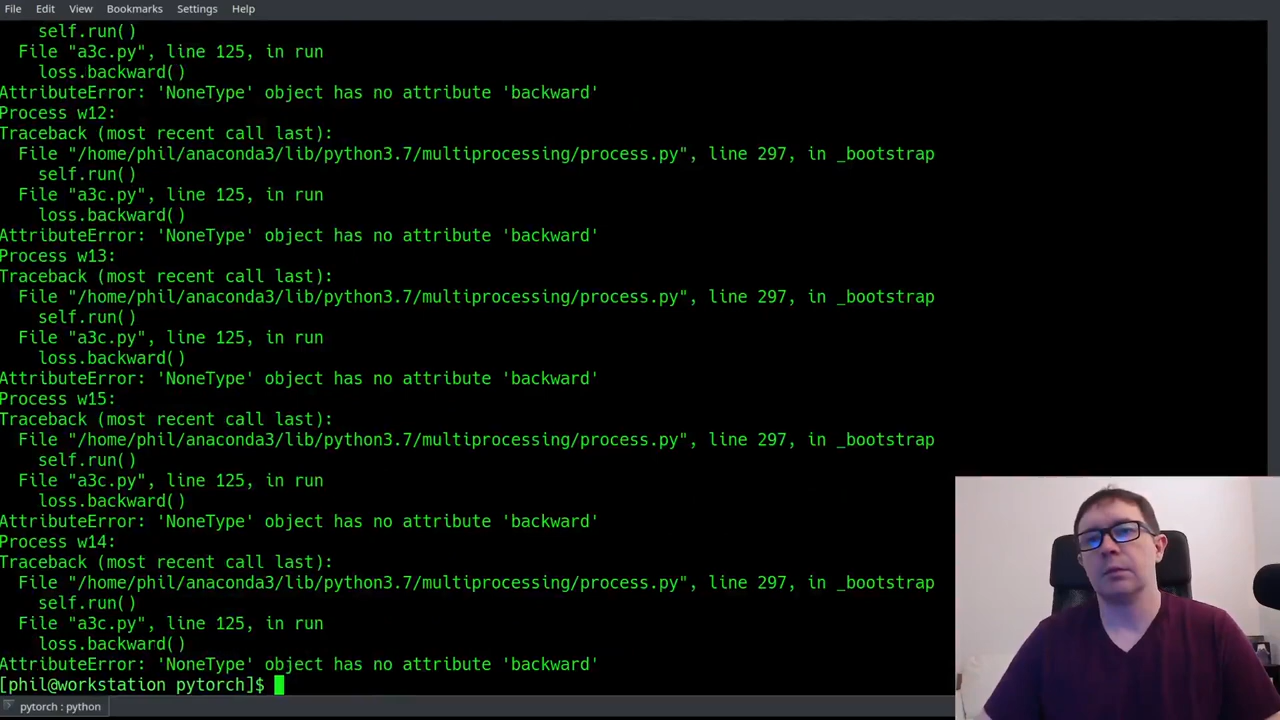 File Edit View Bookmarks Settings Help
self.run()
File "a3c.py", line 125, in run
loss.backward()
AttributeError: 'NoneType' object has no attribute 'backward'
Process w12:
Traceback (most recent call last):
File "/home/phil/anaconda3/lib/python3.7/multiprocessing/process.py", line 297, in _bootstrap
self.run()
File "a3c.py", line 125, in run
loss.backward()
AttributeError: 'NoneType' object has no attribute 'backward'
Process w13:
Traceback (most recent call last):
File "/home/phil/anaconda3/lib/python3.7/multiprocessing/process.py", line 297, in _bootstrap
self.run()
File "a3c.py", line 125, in run
loss.backward()
AttributeError: 'NoneType' object has no attribute 'backward'
Process w15:
Traceback (most recent call last):
File "/home/phil/anaconda3/lib/python3.7/multiprocessing/process.py", line 297, in _bootstrap
self.run()
File "a3c.py", line 125, in run
loss.backward()
AttributeError: 'NoneType' object has no attribute 'backward'
Process w14:
Traceback (most recent call last):
File "/home/phil/anaconda3/lib/python3.7/multiprocessing/process.py", line 297, in _bootstrap
self.run()
File "a3c.py", line 125, in run
loss.backward()
AttributeError: 'NoneType' object has no attribute 'backward'
[phil@workstation pytorch]$
pytorch : python